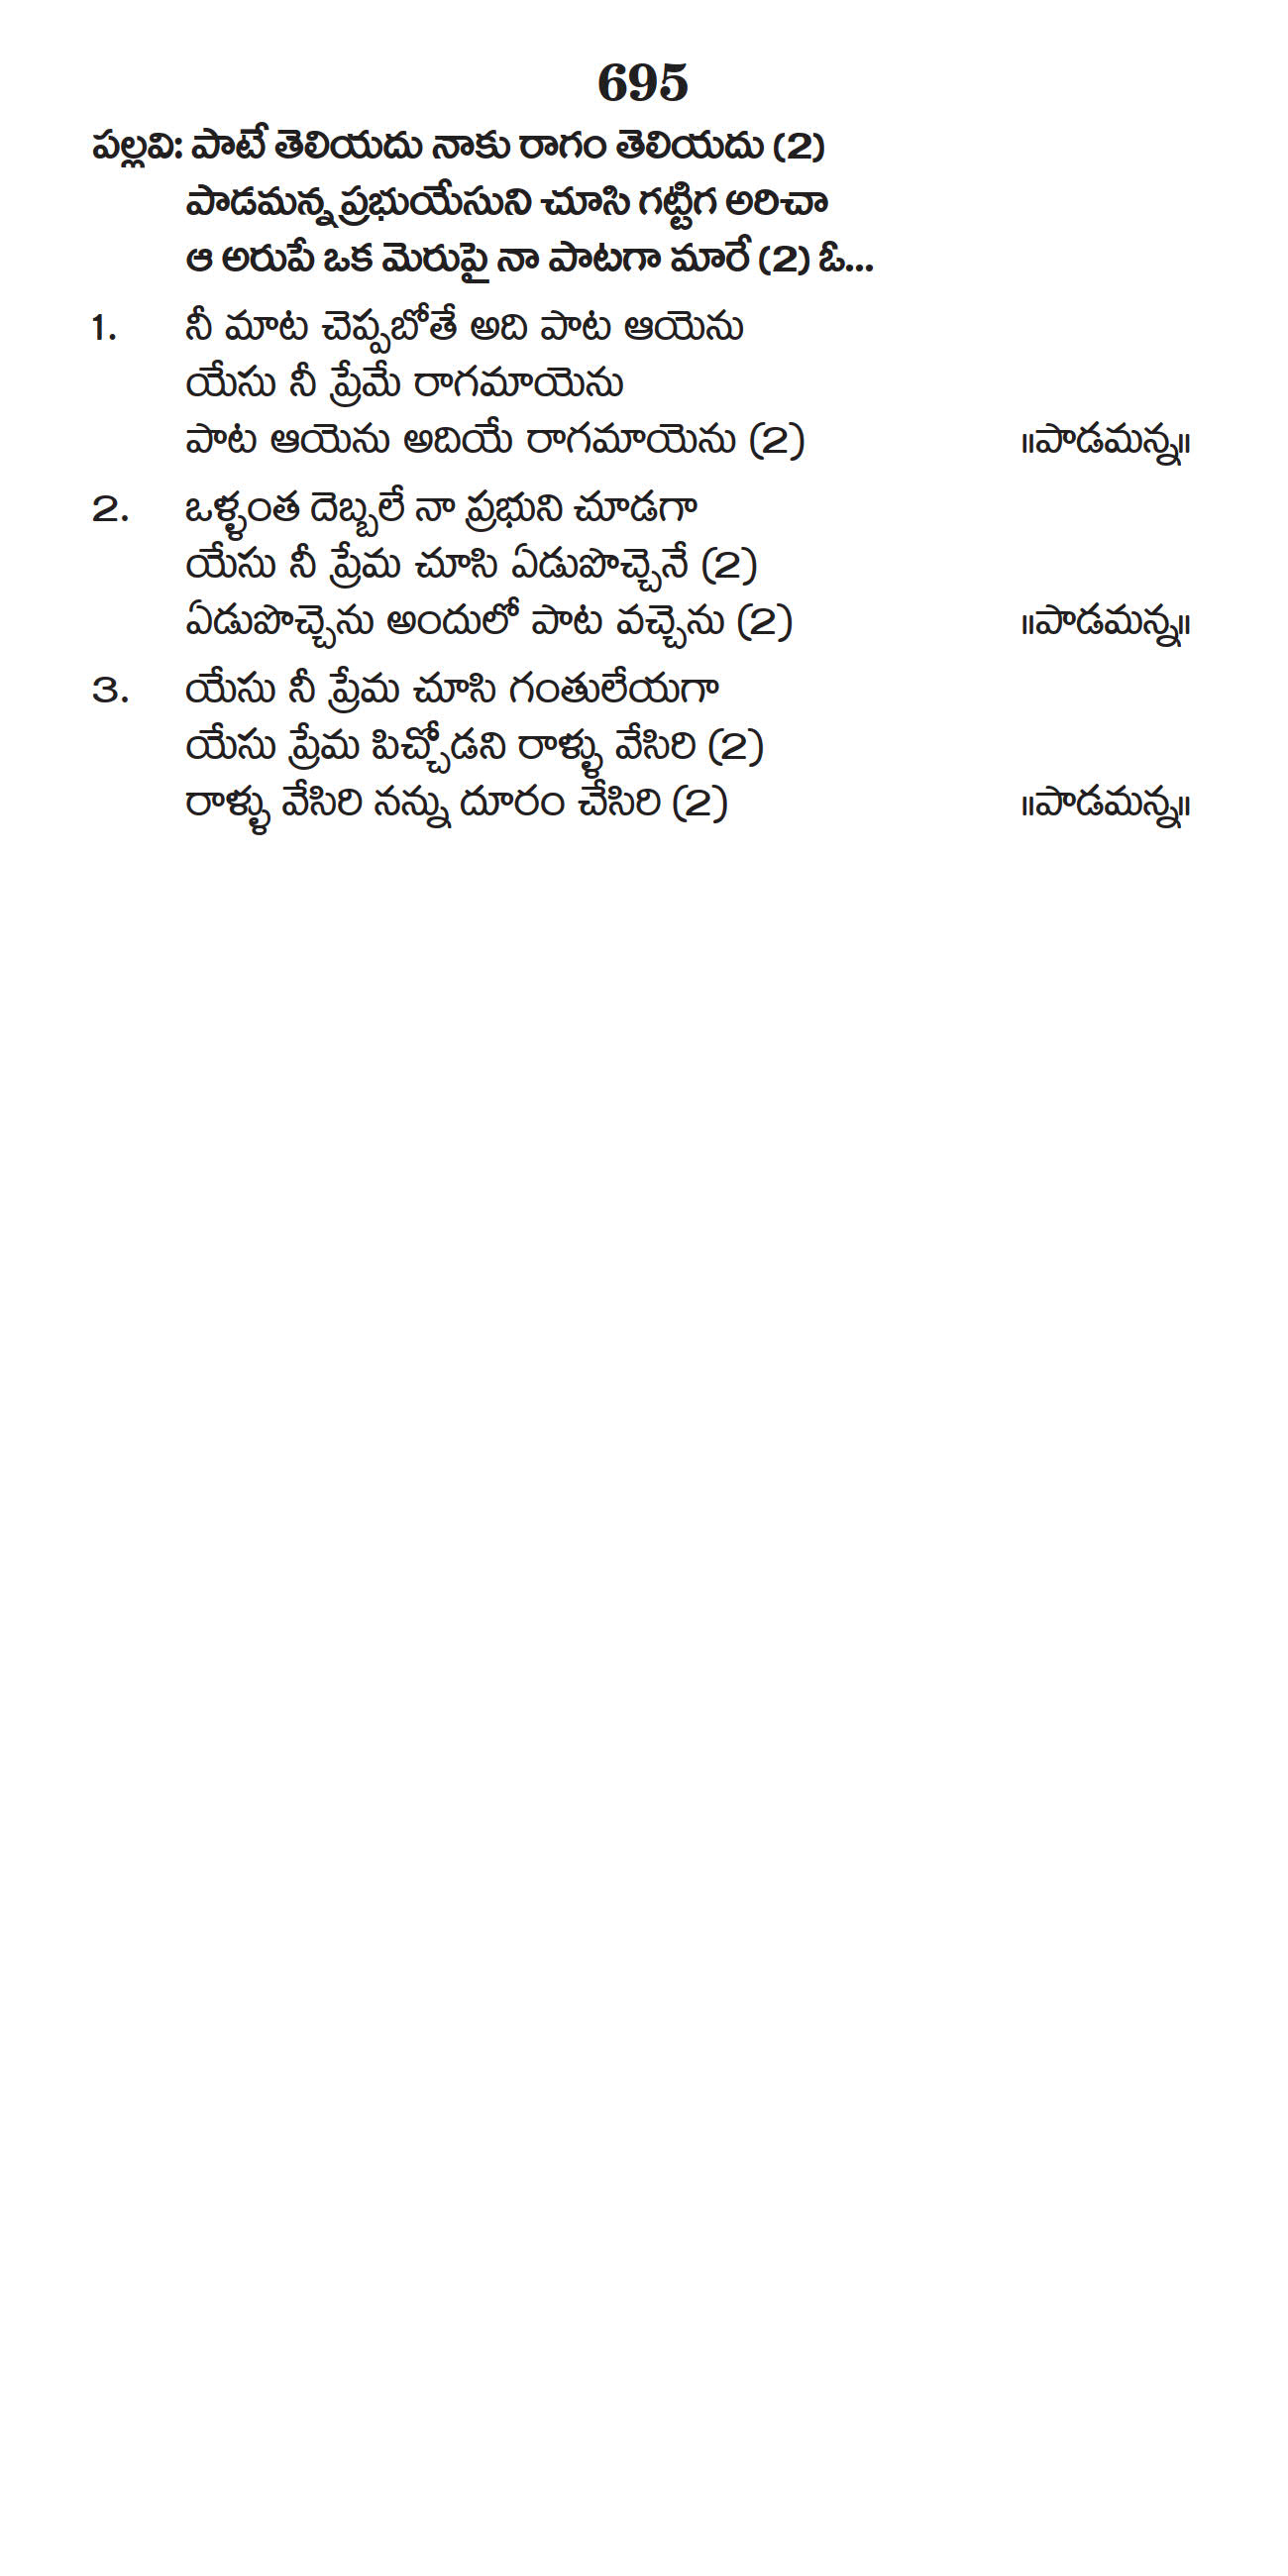 695
పల్లవి: పాటే తెలియదు నాకు రాగం తెలియదు (2)
పాడమన్న ప్రభుయేసుని చూసి గట్టిగ అరిచా
ఆ అరుపే ఒక మెరుపై నా పాటగా మారే (2) ఓ...
1. నీ మాట చెప్పబోతే అది పాట ఆయెను
యేసు నీ ప్రేమే రాగమాయెను
పాట ఆయెను అదియే రాగమాయెను (2) ॥పాడమన్న॥
2. ఒళ్ళంత దెబ్బలే నా ప్రభుని చూడగా
యేసు నీ ప్రేమ చూసి ఏడుపొచ్చెనే (2)
ఏడుపొచ్చెను అందులో పాట వచ్చెను (2) ॥పాడమన్న॥
3. యేసు నీ ప్రేమ చూసి గంతులేయగా
యేసు ప్రేమ పిచ్చోడని రాళ్ళు వేసిరి (2)
రాళ్ళు వేసిరి నన్ను దూరం చేసిరి (2) ॥పాడమన్న॥